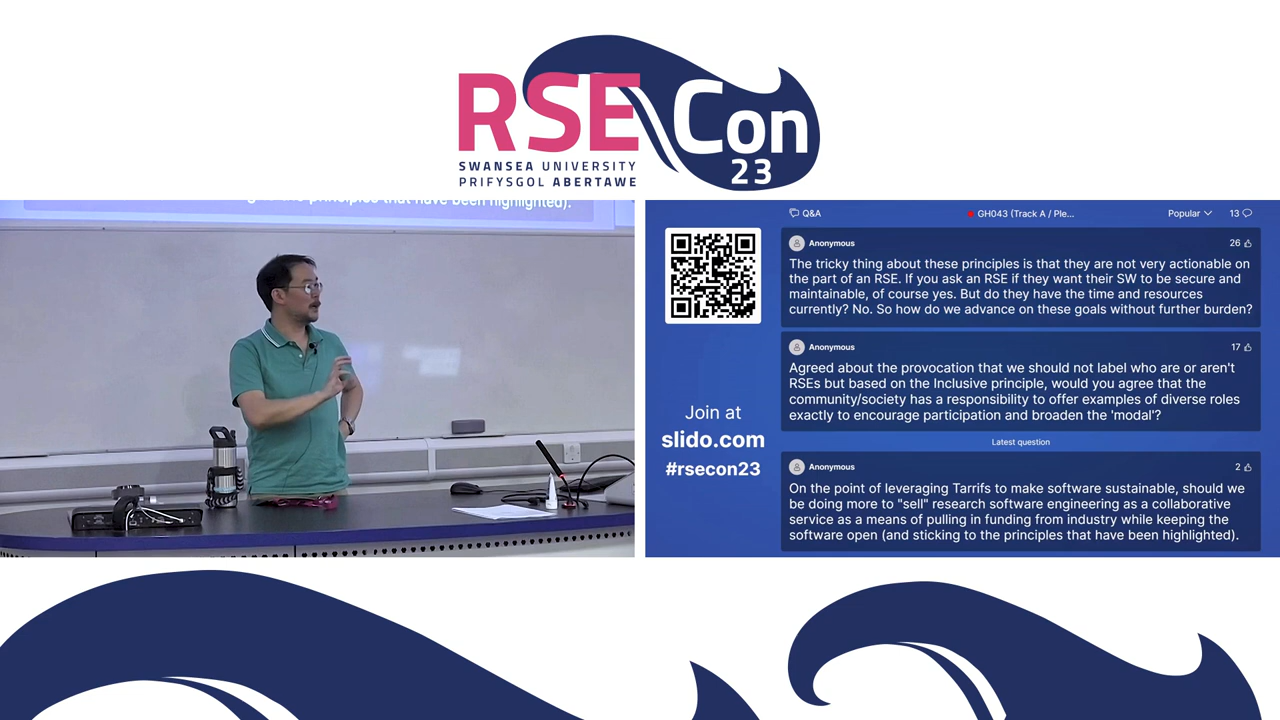 RSE Con
23
SWANSEA UNIVERSITY
PRIFYSGOL ABERTAWE
the principles that have been highlighted).
Q&A
GH043 (Track A / Ple...
Popular
13
Anonymous
26
The tricky thing about these principles is that they are not very actionable on
the part of an RSE. If you ask an RSE if they want their SW to be secure and
maintainable, of course yes. But do they have the time and resources
currently? No. So how do we advance on these goals without further burden?
Anonymous
17
Agreed about the provocation that we should not label who are or aren't
RSEs but based on the Inclusive principle, would you agree that the
community/society has a responsibility to offer examples of diverse roles
exactly to encourage participation and broaden the 'modal'?
Join at
slido.com
#rsecon23
Latest question
Anonymous
2
On the point of leveraging Tarrifs to make software sustainable, should we
be doing more to "sell" research software engineering as a collaborative
service as a means of pulling in funding from industry while keeping the
software open (and sticking to the principles that have been highlighted).